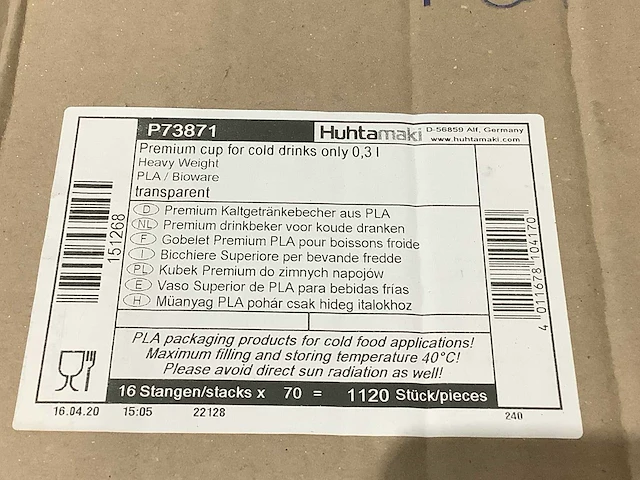 P73871 Huhtamaki D-56859 Alf, Germany
www.huhtamaki.com
Premium cup for cold drinks only 0,3 l
Heavy Weight
PLA / Bioware
transparent
D Premium Kaltgetränkebecher aus PLA
NL Premium drinkbeker voor koude dranken
F Gobelet Premium PLA pour boissons froide
I Bicchiere Superiore per bevande fredde
PL Kubek Premium do zimnych napojów
E Vaso Superior de PLA para bebidas frías
H Müanyag PLA pohár csak hideg italokhoz
151268
4 011678 104170
PLA packaging products for cold food applications!
Maximum filling and storing temperature 40°C!
Please avoid direct sun radiation as well!
16 Stangen/stacks x 70 = 1120 Stück/pieces
16.04.20 15:05 22128 240